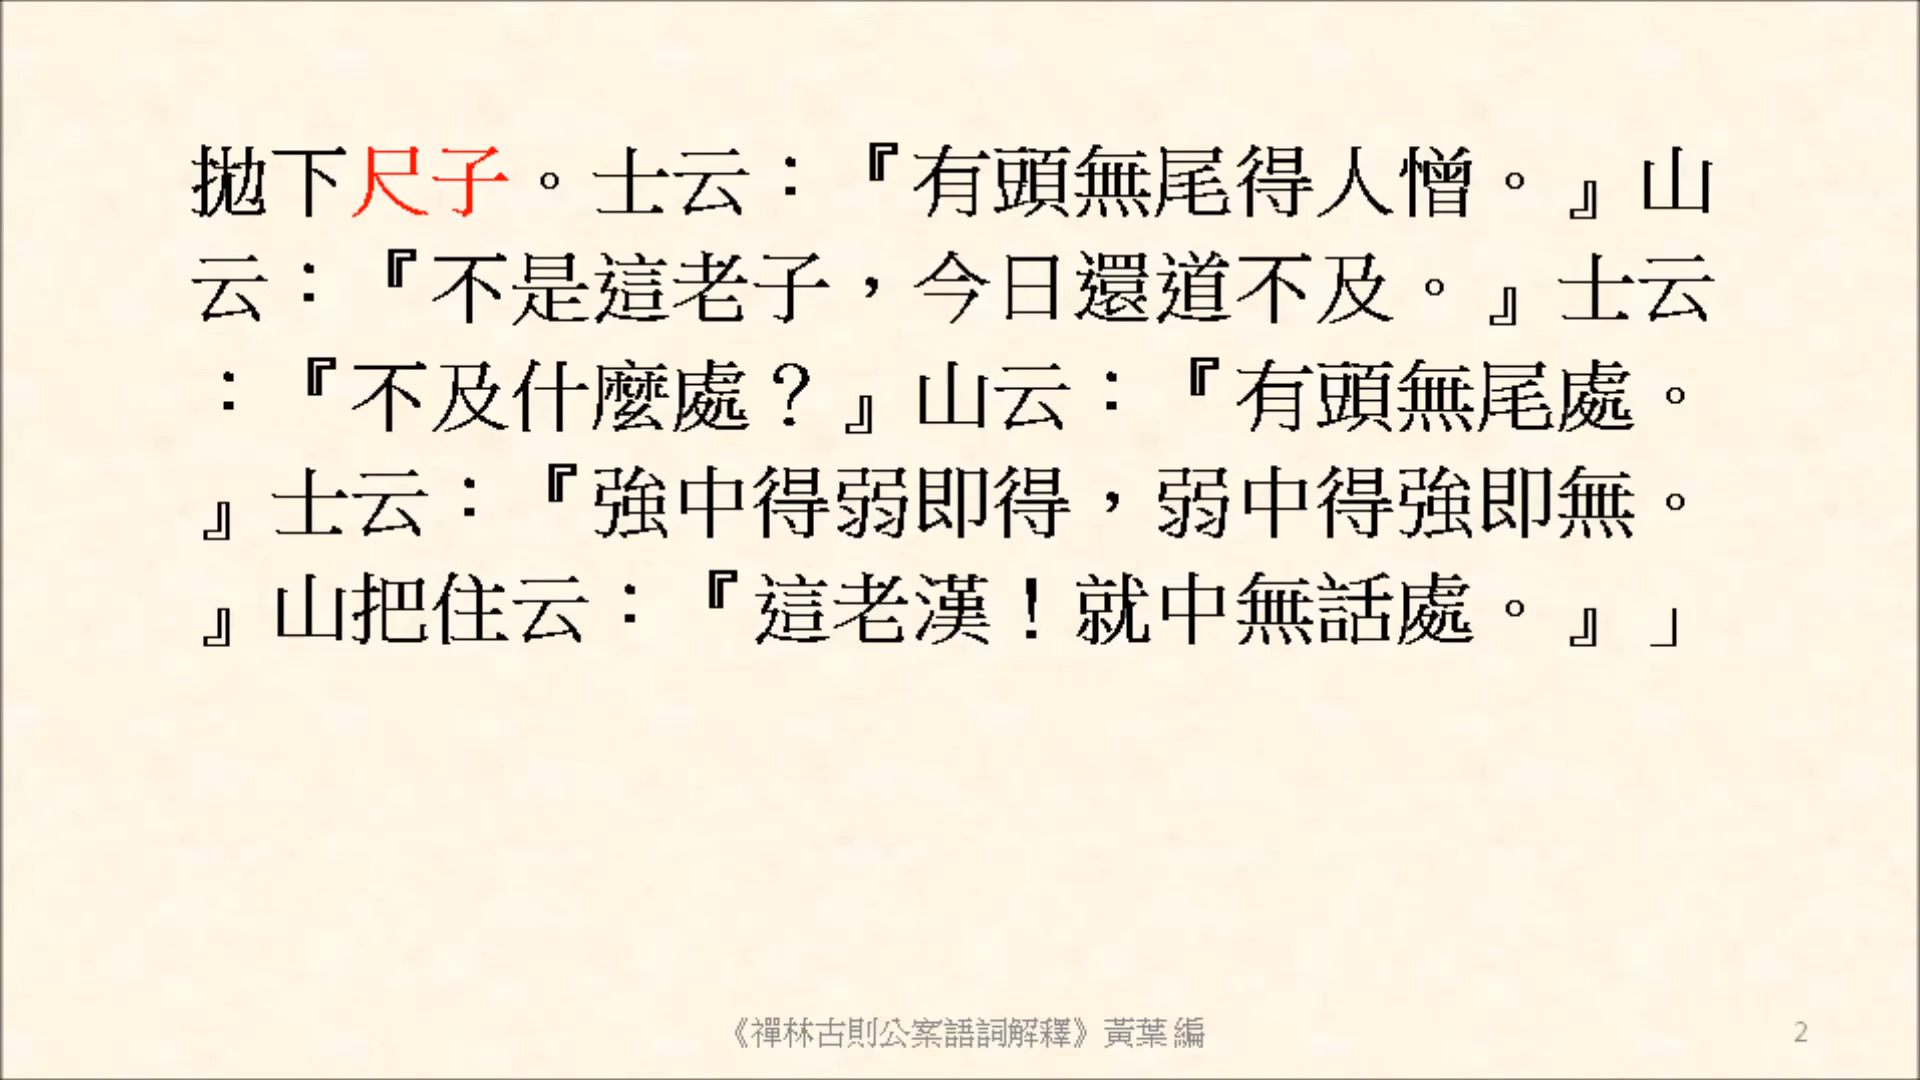 拋下尺子。士云：『有頭無尾得人憎。』山
云：『不是這老子，今日還道不及。』士云
：『不及什麼處？』山云：『有頭無尾處。
』士云：『強中得弱即得，弱中得強即無。
』山把住云：『這老漢！就中無話處。』」
《禪林古則公案語詞解釋》黃葉 編
2